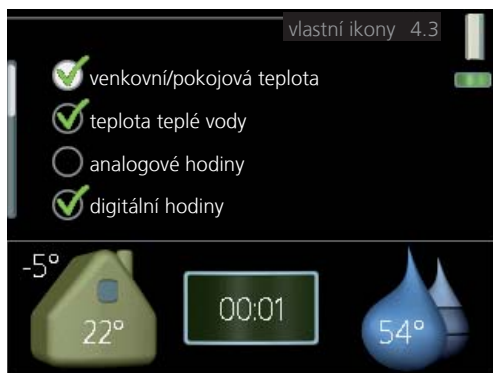 vlastní ikony 4.3
venkovní/pokojová teplota
teplota teplé vody
analogové hodiny
digitální hodiny
-5°
22°
00:01
54°